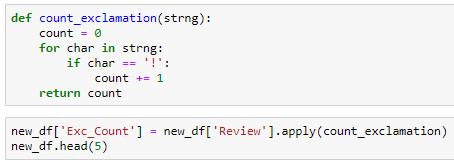 def count_exclamation(strng):
    count = 0
    for char in strng:
        if char == '!':
            count += 1
    return count
new_df['Exc_Count'] = new_df['Review'].apply(count_exclamation)
new_df.head(5)